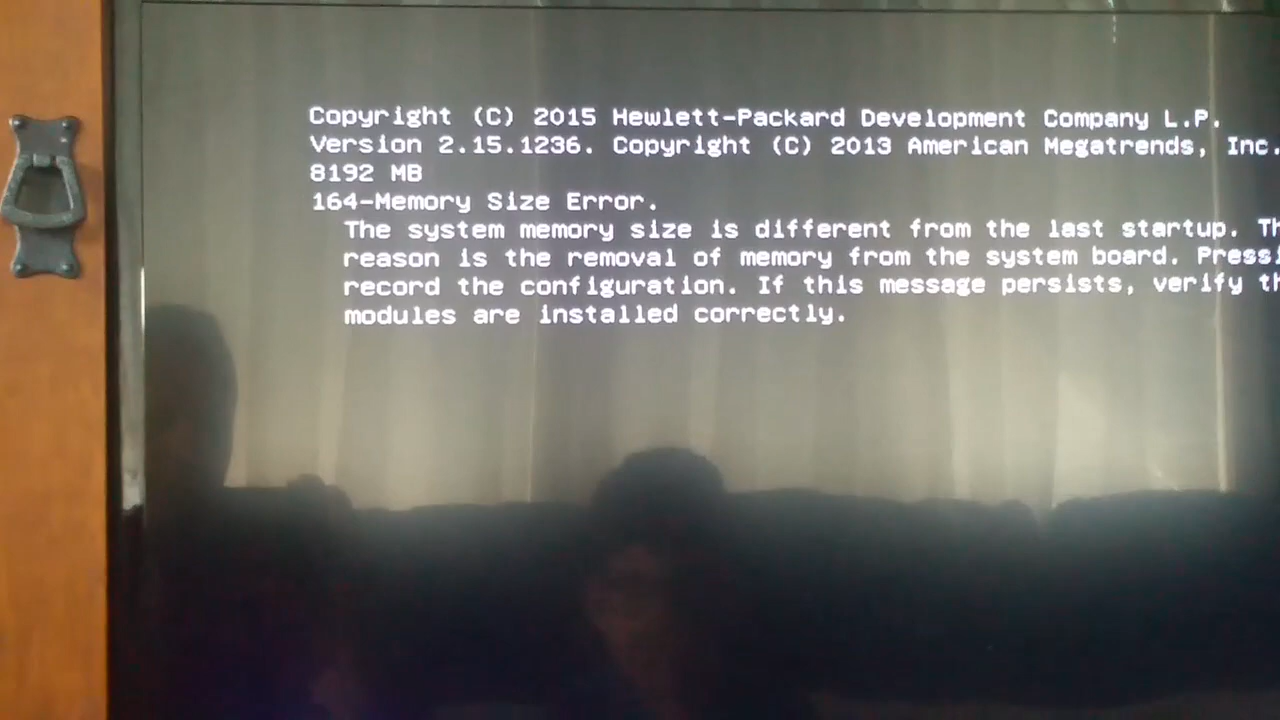 Copyright (C) 2015 Hewlett-Packard Development Company L.P.
Version 2.15.1236. Copyright (C) 2013 American Megatrends, Inc.
8192 MB
164-Memory Size Error.
The system memory size is different from the last startup.
reason is the removal of memory from the system board.
record the configuration. If this message persists, verify
modules are installed correctly.